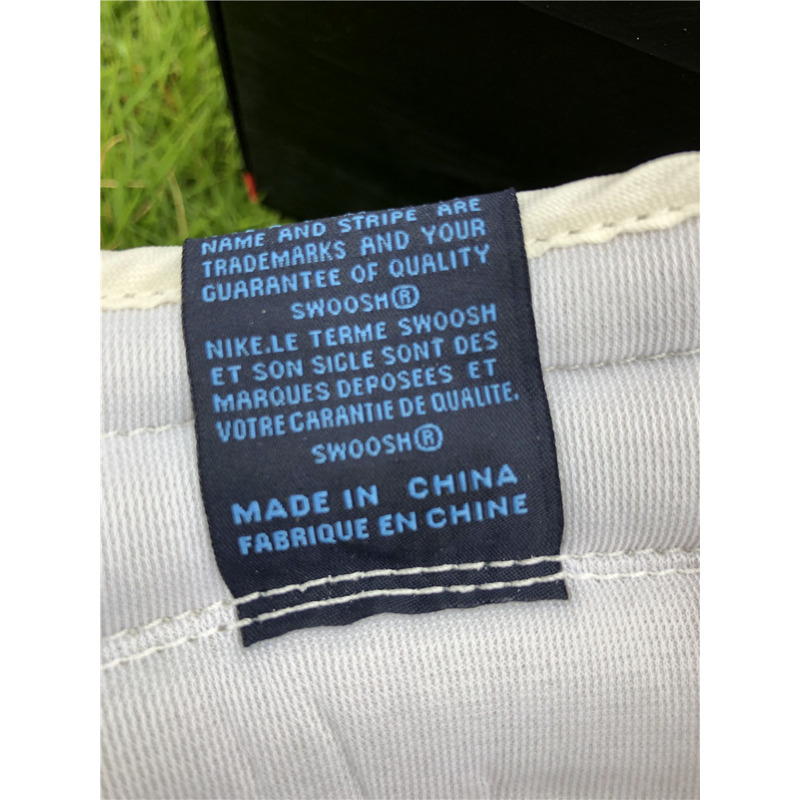 NAME AND STRIPE ARE
TRADEMARKS AND YOUR
GUARANTEE OF QUALITY
SWOOSH®
NIKE.LE TERME SWOOSH
ET SON SIGLE SONT DES
MARQUES DEPOSEES ET
VOTRE CARANTIE DE QUALITE.
SWOOSH®
MADE IN CHINA
FABRIQUE EN CHINE